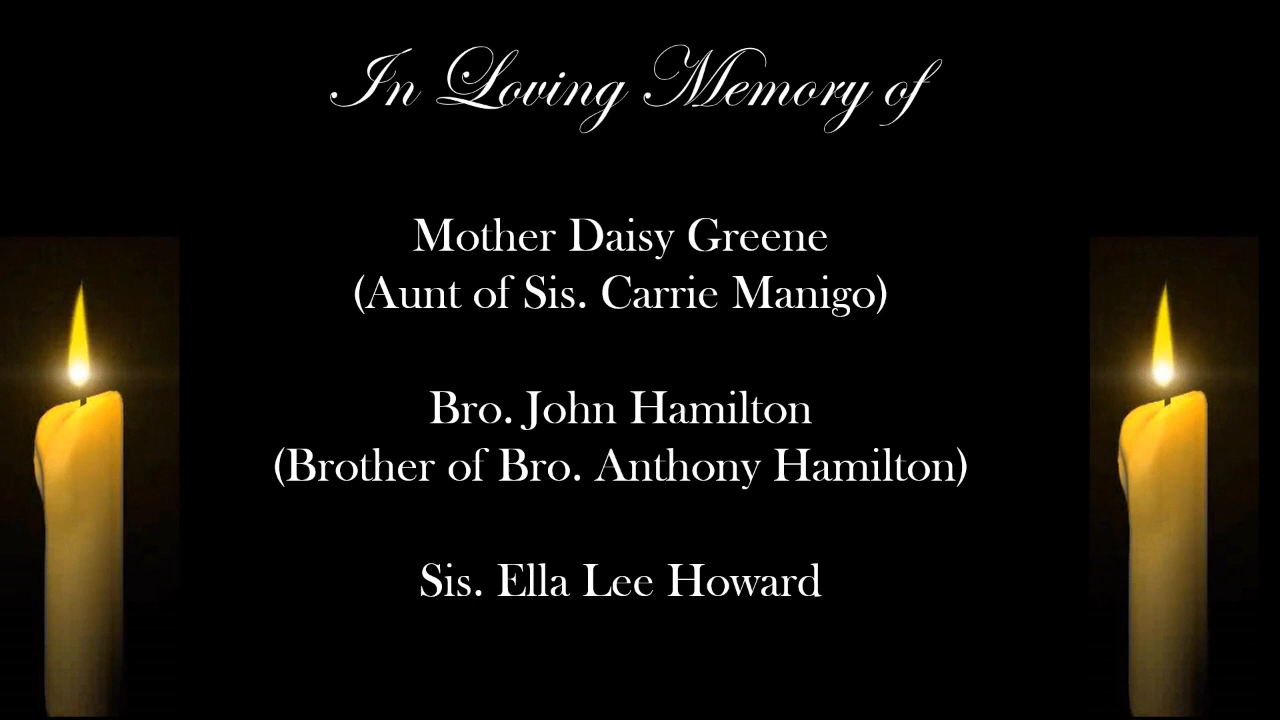 In Loving Memory of
Mother Daisy Greene
(Aunt of Sis. Carrie Manigo)
Bro. John Hamilton
(Brother of Bro. Anthony Hamilton)
Sis. Ella Lee Howard